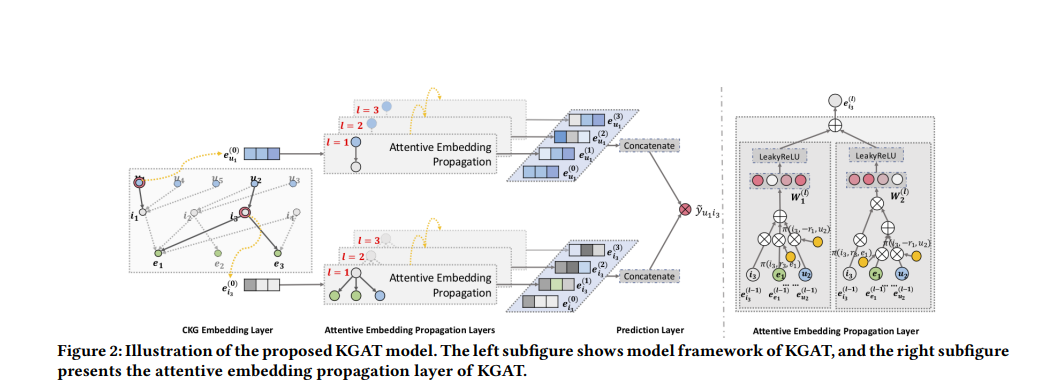 l = 3
l = 2
l = 1
Attentive Embedding
Propagation
e_{u_1}^{(0)}
e_{u_1}^{(3)}
e_{u_1}^{(2)}
e_{u_1}^{(1)}
e_{u_1}^{(0)}
Concatenate
u_4 u_5 u_2 u_3
i_1 i_2 i_3 i_4
e_1 e_2 e_3
e_{i_3}^{(0)}
ŷ_{u_1 i_3}
l = 3
l = 2
l = 1
Attentive Embedding
Propagation
e_{i_3}^{(3)}
e_{i_3}^{(2)}
e_{i_3}^{(1)}
e_{i_3}^{(0)}
Concatenate
e_{i_3}^{(l)}
LeakyReLU LeakyReLU
W_1^{(l)} W_2^{(l)}
π(i_3, −r_1, u_2) π(i_3, −r_1, u_2)
π(i_3, r_3, e_1) π(i_3, r_3, e_1)
i_3 e_1 u_2 i_3 e_1 u_2
... ... ... ...
e_{i_3}^{(l−1)} e_{e_1}^{(l−1)} e_{u_2}^{(l−1)} e_{i_3}^{(l−1)} e_{e_1}^{(l−1)} e_{u_2}^{(l−1)}
CKG Embedding Layer Attentive Embedding Propagation Layers Prediction Layer Attentive Embedding Propagation Layer
Figure 2: Illustration of the proposed KGAT model. The left subfigure shows model framework of KGAT, and the right subfigure
presents the attentive embedding propagation layer of KGAT.